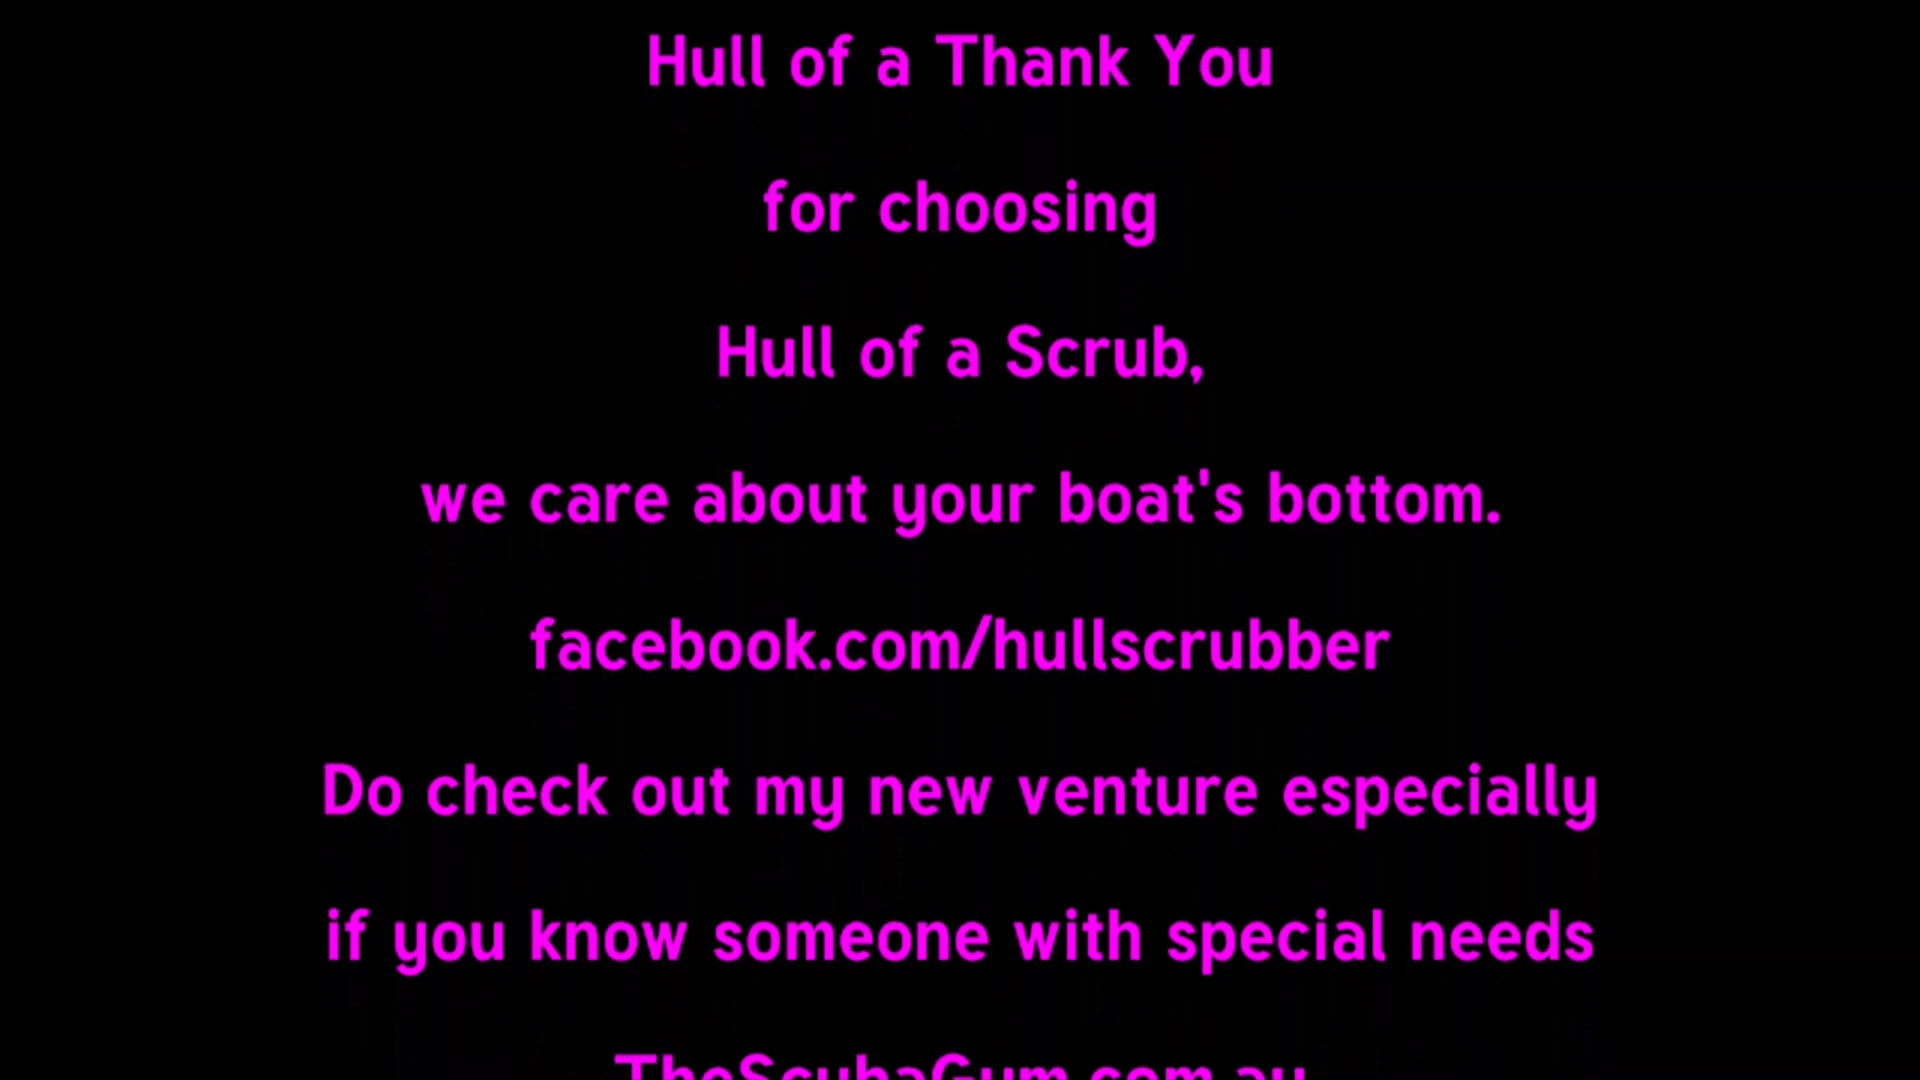 Hull of a Thank You
for choosing
Hull of a Scrub,
we care about your boat's bottom.
facebook.com/hullscrubber
Do check out my new venture especially
if you know someone with special needs